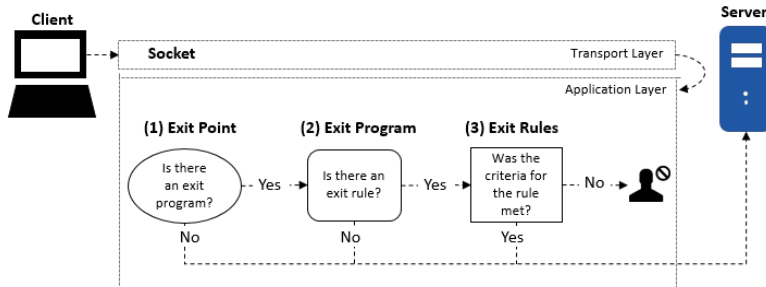 Client
Server
Socket
Transport Layer
Application Layer
(1) Exit Point
(2) Exit Program
(3) Exit Rules
Is there
an exit
program?
Yes
Is there an
exit rule?
Yes
Was the
criteria for
the rule
met?
No
No
No
Yes